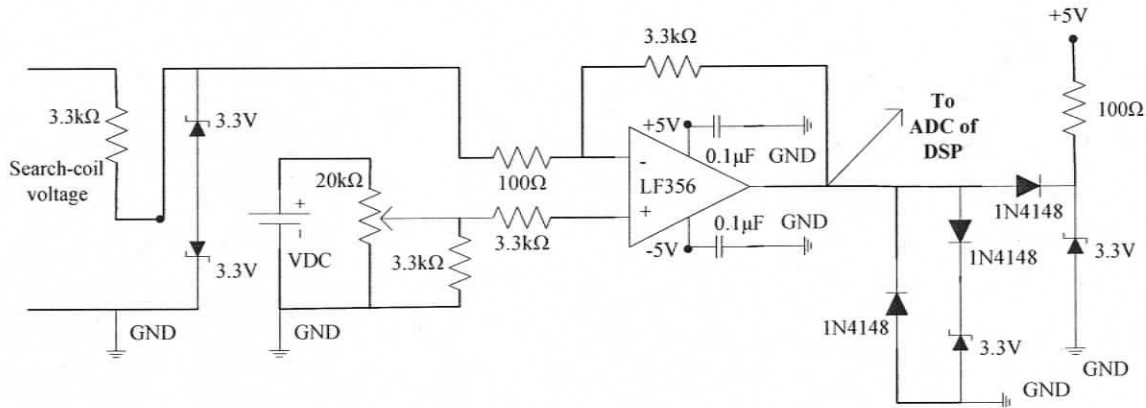 +5V
3.3kΩ
3.3kΩ
3.3V
100Ω
To
ADC of
DSP
+5V
0.1µF
GND
Search-coil
voltage
20kΩ
100Ω
-
LF356
+
+
-
VDC
3.3kΩ
3.3kΩ
0.1µF
GND
-5V
1N4148
1N4148
3.3V
3.3V
GND
GND
1N4148
3.3V
GND
GND